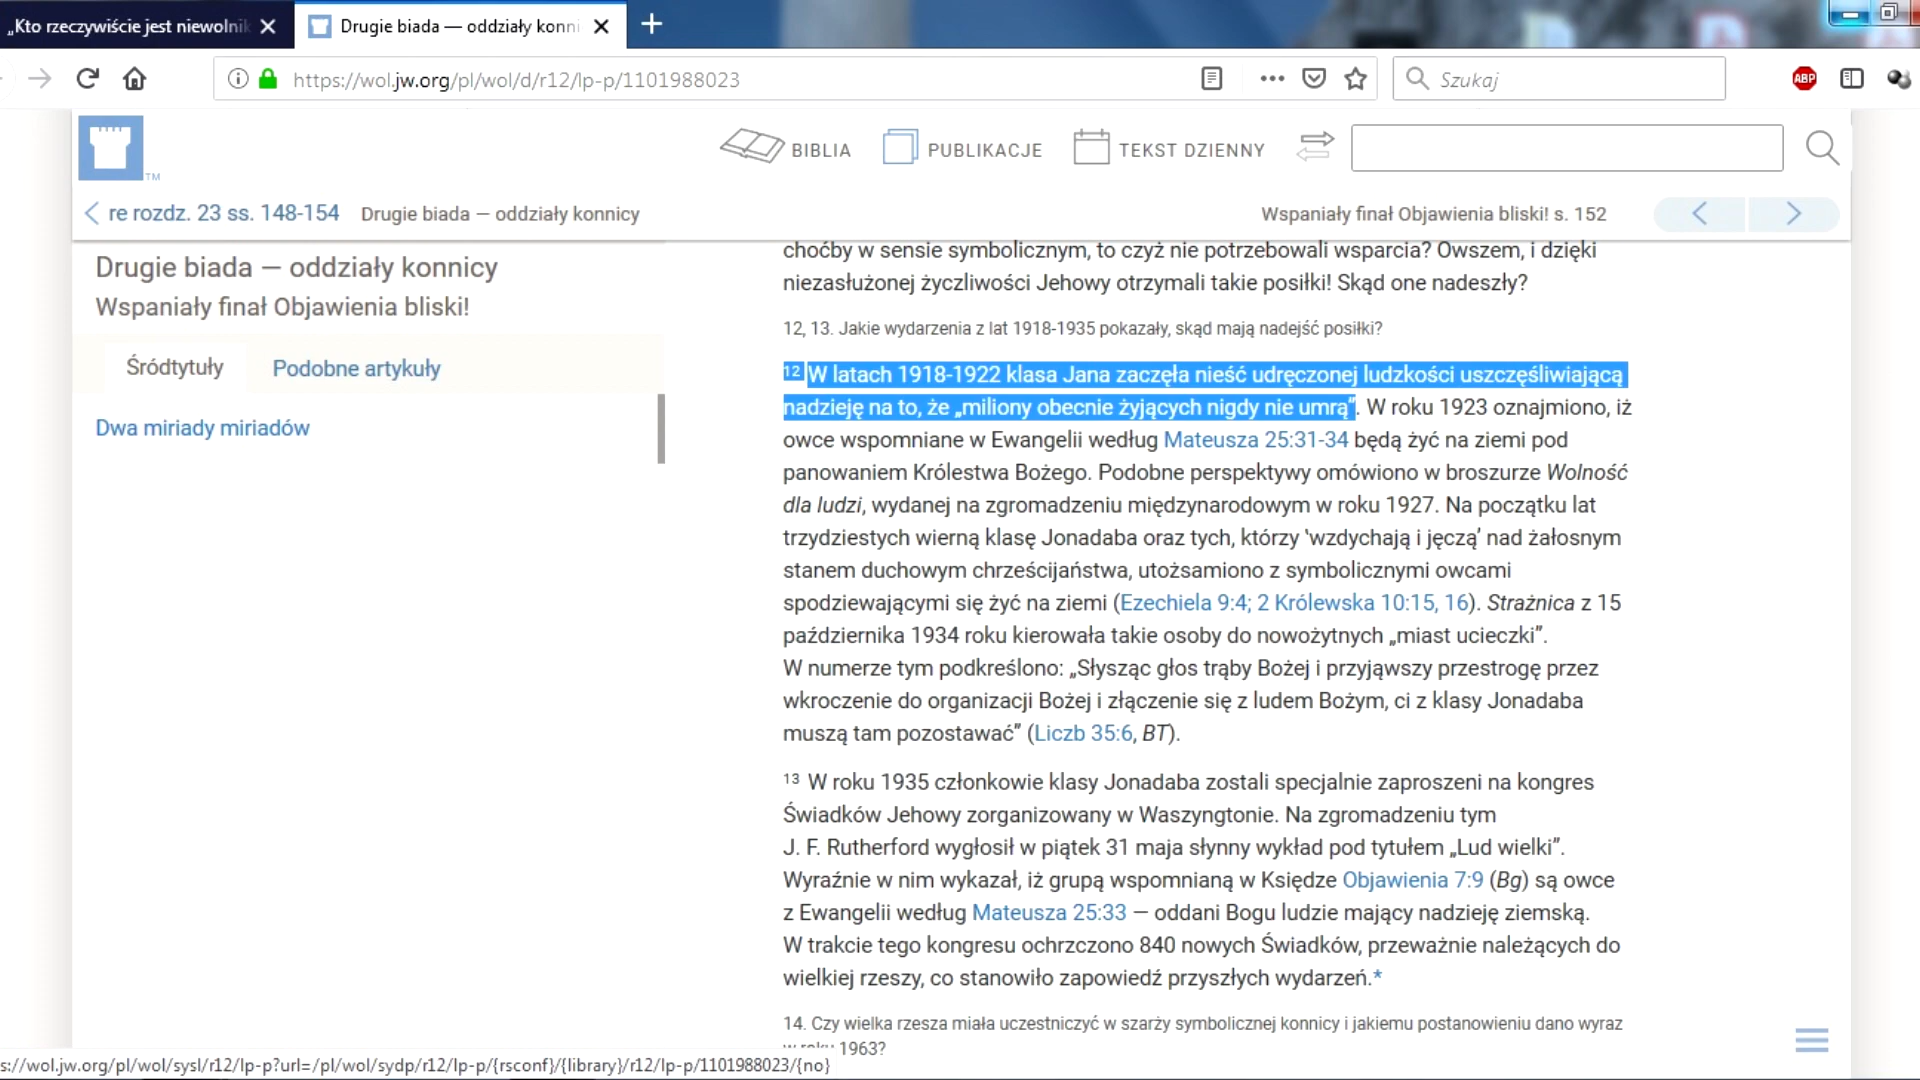 „Kto rzeczywiście jest niewolnik
Drugie biada — oddziały konni
https://wol.jw.org/pl/wol/d/r12/lp-p/1101988023
Szukaj
ABP
BIBLIA
PUBLIKACJE
TEKST DZIENNY
TM
re rozdz. 23 ss. 148-154
Drugie biada — oddziały konnicy
Wspaniały finał Objawienia bliski! s. 152
Drugie biada — oddziały konnicy
Wspaniały finał Objawienia bliski!
Śródtytuły
Podobne artykuły
Dwa miriady miriadów
choćby w sensie symbolicznym, to czyż nie potrzebowali wsparcia? Owszem, i dzięki
niezasłużonej życzliwości Jehowy otrzymali takie posiłki! Skąd one nadeszły?
12, 13. Jakie wydarzenia z lat 1918-1935 pokazały, skąd mają nadejść posiłki?
12 W latach 1918-1922 klasa Jana zaczęła nieść udręczonej ludzkości uszczęśliwiającą
nadzieję na to, że „miliony obecnie żyjących nigdy nie umrą”. W roku 1923 oznajmiono, iż
owce wspomniane w Ewangelii według Mateusza 25:31-34 będą żyć na ziemi pod
panowaniem Królestwa Bożego. Podobne perspektywy omówiono w broszurze Wolność
dla ludzi, wydanej na zgromadzeniu międzynarodowym w roku 1927. Na początku lat
trzydziestych wierną klasę Jonadaba oraz tych, którzy ‛wzdychają i jęczą’ nad żałosnym
stanem duchowym chrześcijaństwa, utożsamiono z symbolicznymi owcami
spodziewającymi się żyć na ziemi (Ezechiela 9:4; 2 Królewska 10:15, 16). Strażnica z 15
października 1934 roku kierowała takie osoby do nowożytnych „miast ucieczki”.
W numerze tym podkreślono: „Słysząc głos trąby Bożej i przyjąwszy przestrogę przez
wkroczenie do organizacji Bożej i złączenie się z ludem Bożym, ci z klasy Jonadaba
muszą tam pozostawać” (Liczb 35:6, BT).
13 W roku 1935 członkowie klasy Jonadaba zostali specjalnie zaproszeni na kongres
Świadków Jehowy zorganizowany w Waszyngtonie. Na zgromadzeniu tym
J. F. Rutherford wygłosił w piątek 31 maja słynny wykład pod tytułem „Lud wielki”.
Wyraźnie w nim wykazał, iż grupą wspomnianą w Księdze Objawienia 7:9 (Bg) są owce
z Ewangelii według Mateusza 25:33 — oddani Bogu ludzie mający nadzieję ziemską.
W trakcie tego kongresu ochrzczono 840 nowych Świadków, przeważnie należących do
wielkiej rzeszy, co stanowiło zapowiedź przyszłych wydarzeń.*
14. Czy wielka rzesza miała uczestniczyć w szarży symbolicznej konnicy i jakiemu postanowieniu dano wyraz
w roku 1963?
s://wol.jw.org/pl/wol/sysl/r12/lp-p?url=/pl/wol/sydp/r12/lp-p/{rsconf}/{library}/r12/lp-p/1101988023/{no}